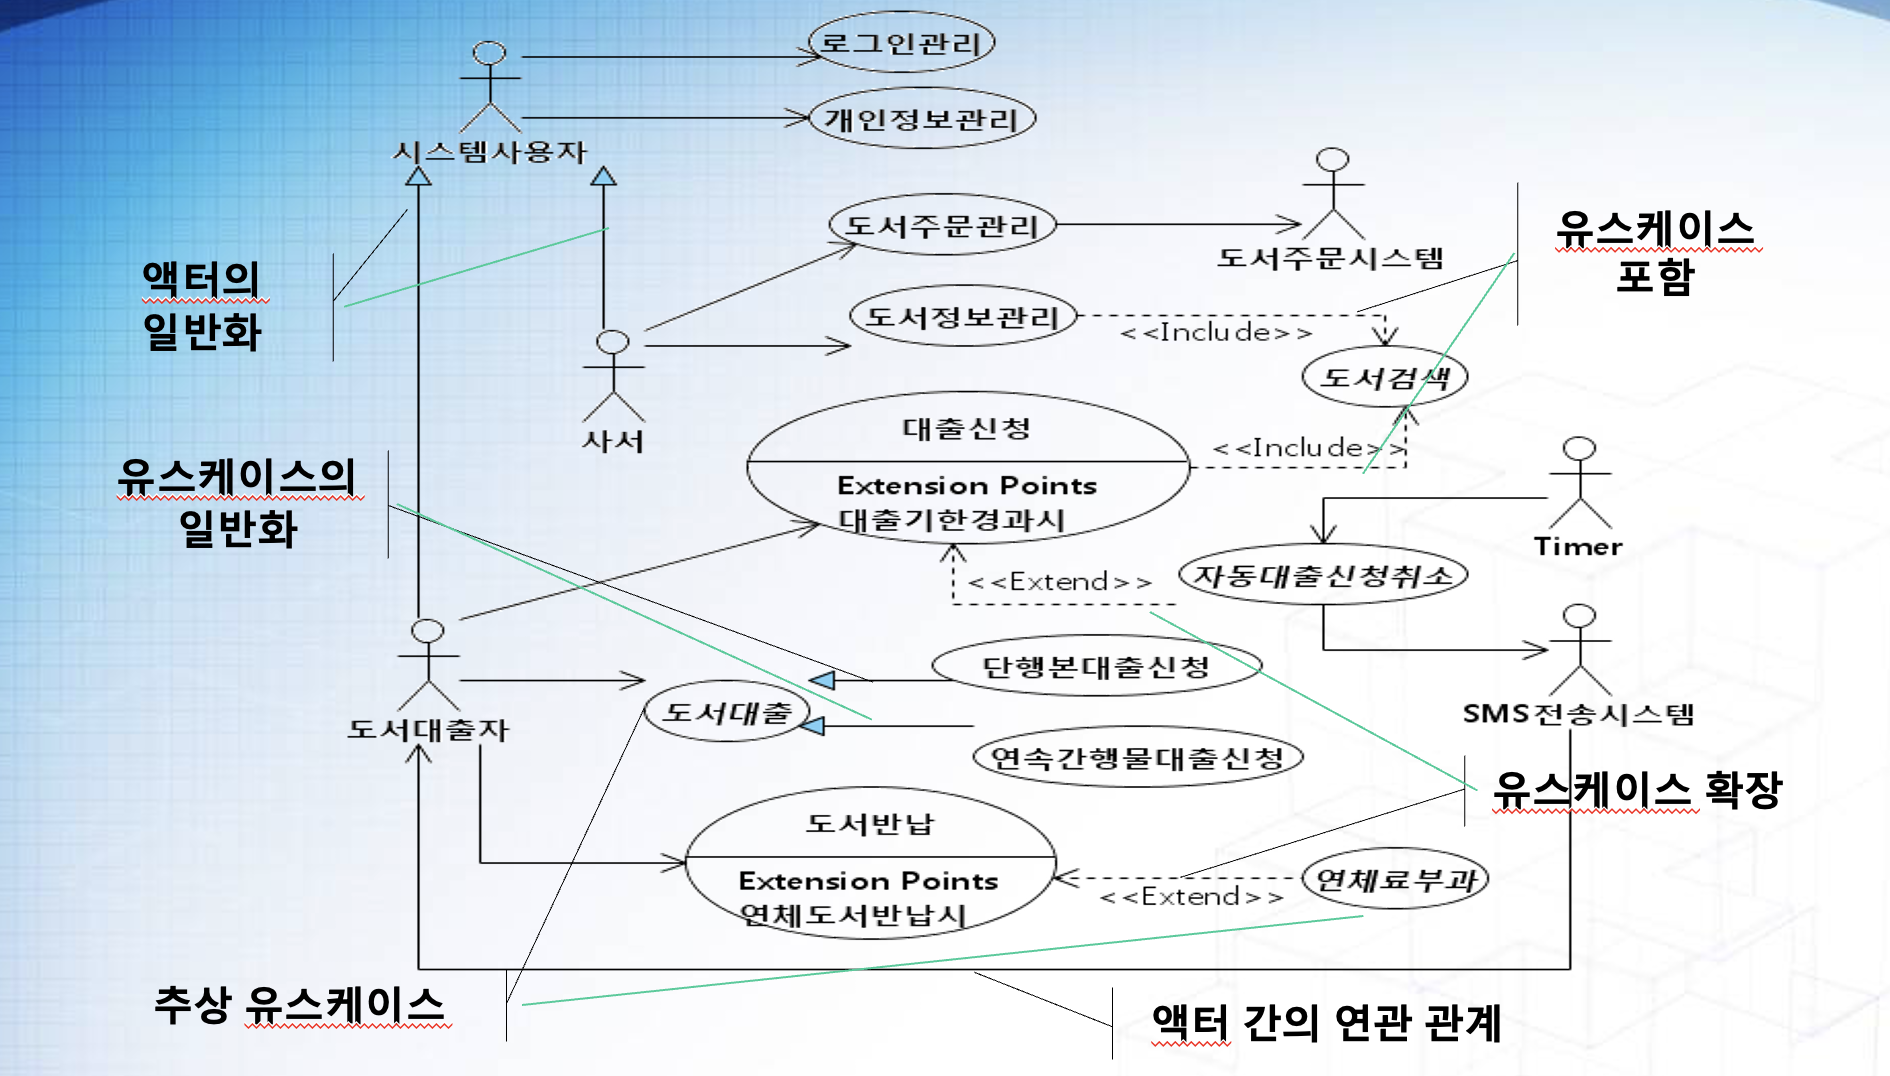 로그인관리
개인정보관리
시스템사용자
도서주문관리
도서주문시스템
유스케이스
포함
액터의
일반화
도서정보관리
<<Include>>
도서검색
사서
대출신청
<<Include>>
Extension Points
대출기한경과시
유스케이스의
일반화
Timer
<<Extend>>
자동대출신청취소
단행본대출신청
도서대출
도서대출자
SMS전송시스템
연속간행물대출신청
유스케이스 확장
도서반납
Extension Points
연체도서반납시
<<Extend>>
연체료부과
추상 유스케이스
액터 간의 연관 관계